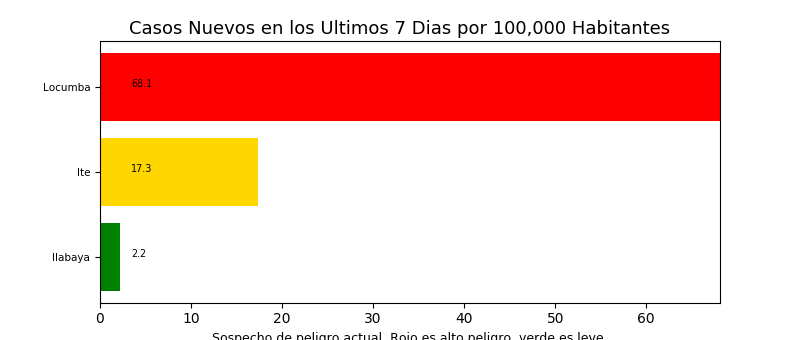 Casos Nuevos en los Ultimos 7 Dias por 100,000 Habitantes
Locumba
68.1
Ite
17.3
Ilabaya
2.2
0 10 20 30 40 50 60
Sospecho de peligro actual. Rojo es alto peligro, verde es leve